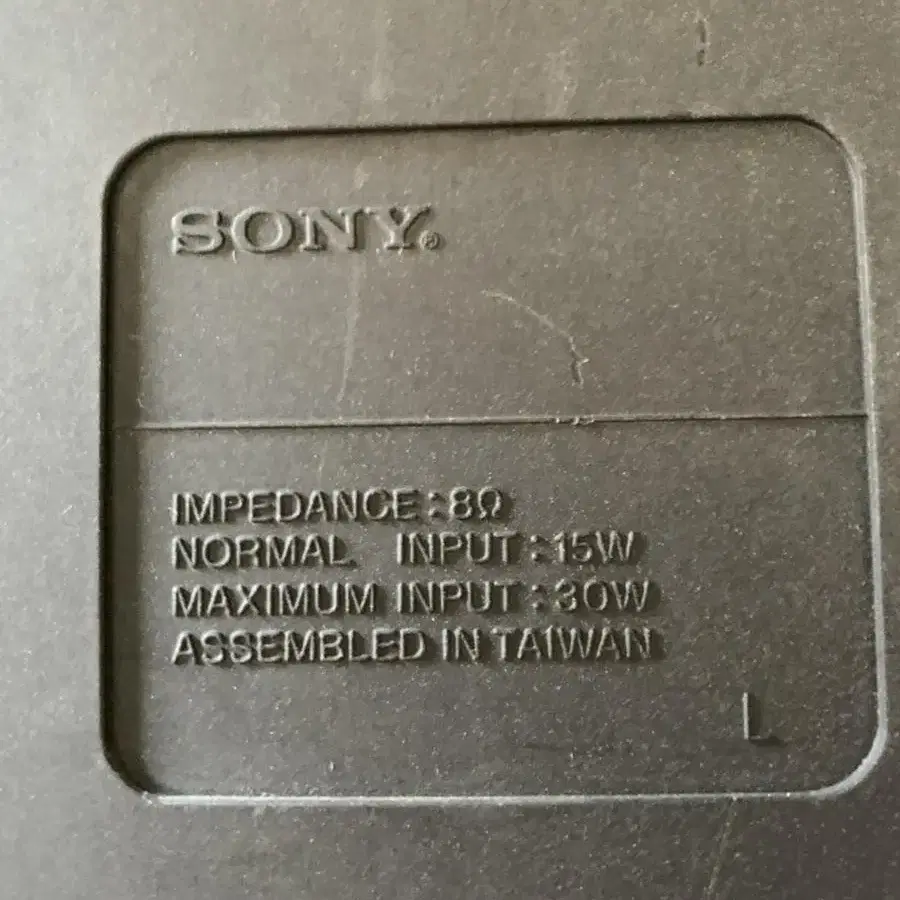 SONY®
IMPEDANCE:8Ω
NORMAL INPUT:15W
MAXIMUM INPUT:30W
ASSEMBLED IN TAIWAN
L